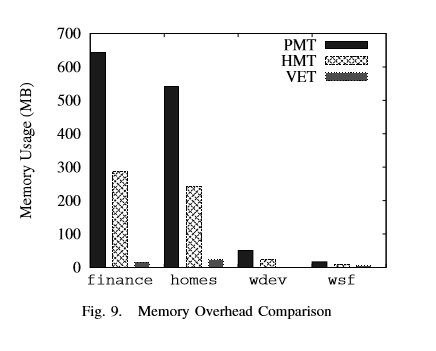 700
600
500
400
300
200
100
0
Memory Usage (MB)
PMT
HMT
VET
finance homes wdev wsf
Fig. 9. Memory Overhead Comparison